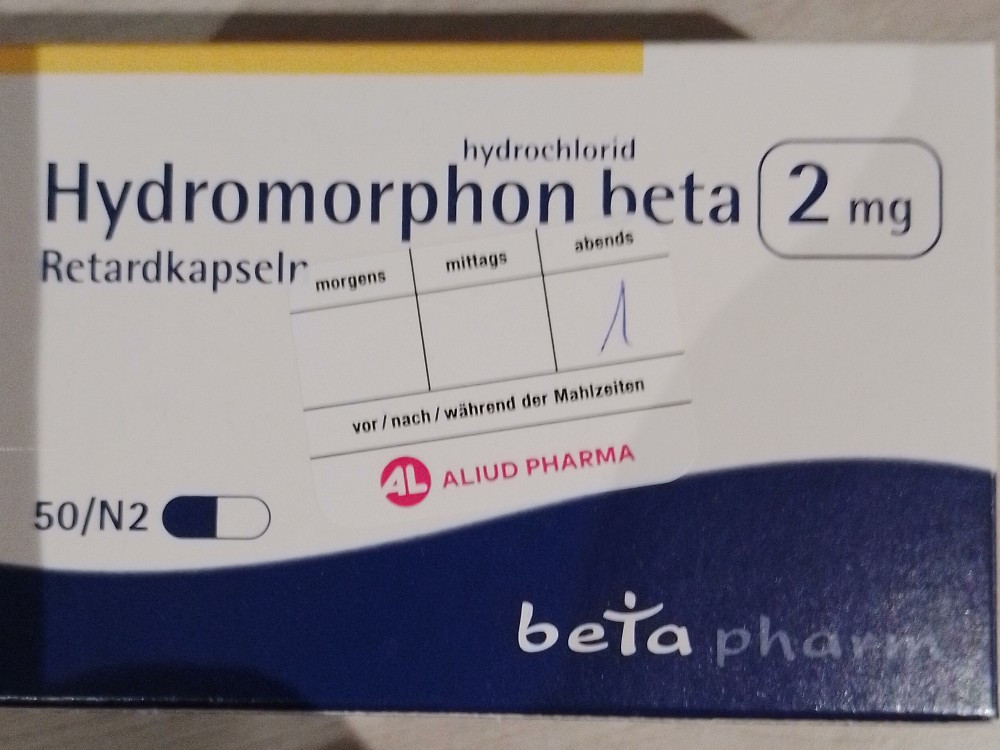 hydrochlorid
Hydromorphon beta 2 mg
Retardkapseln
morgens mittags abends
1
vor / nach / während der Mahlzeiten
AL ALIUD PHARMA
50/N2
beta pharm